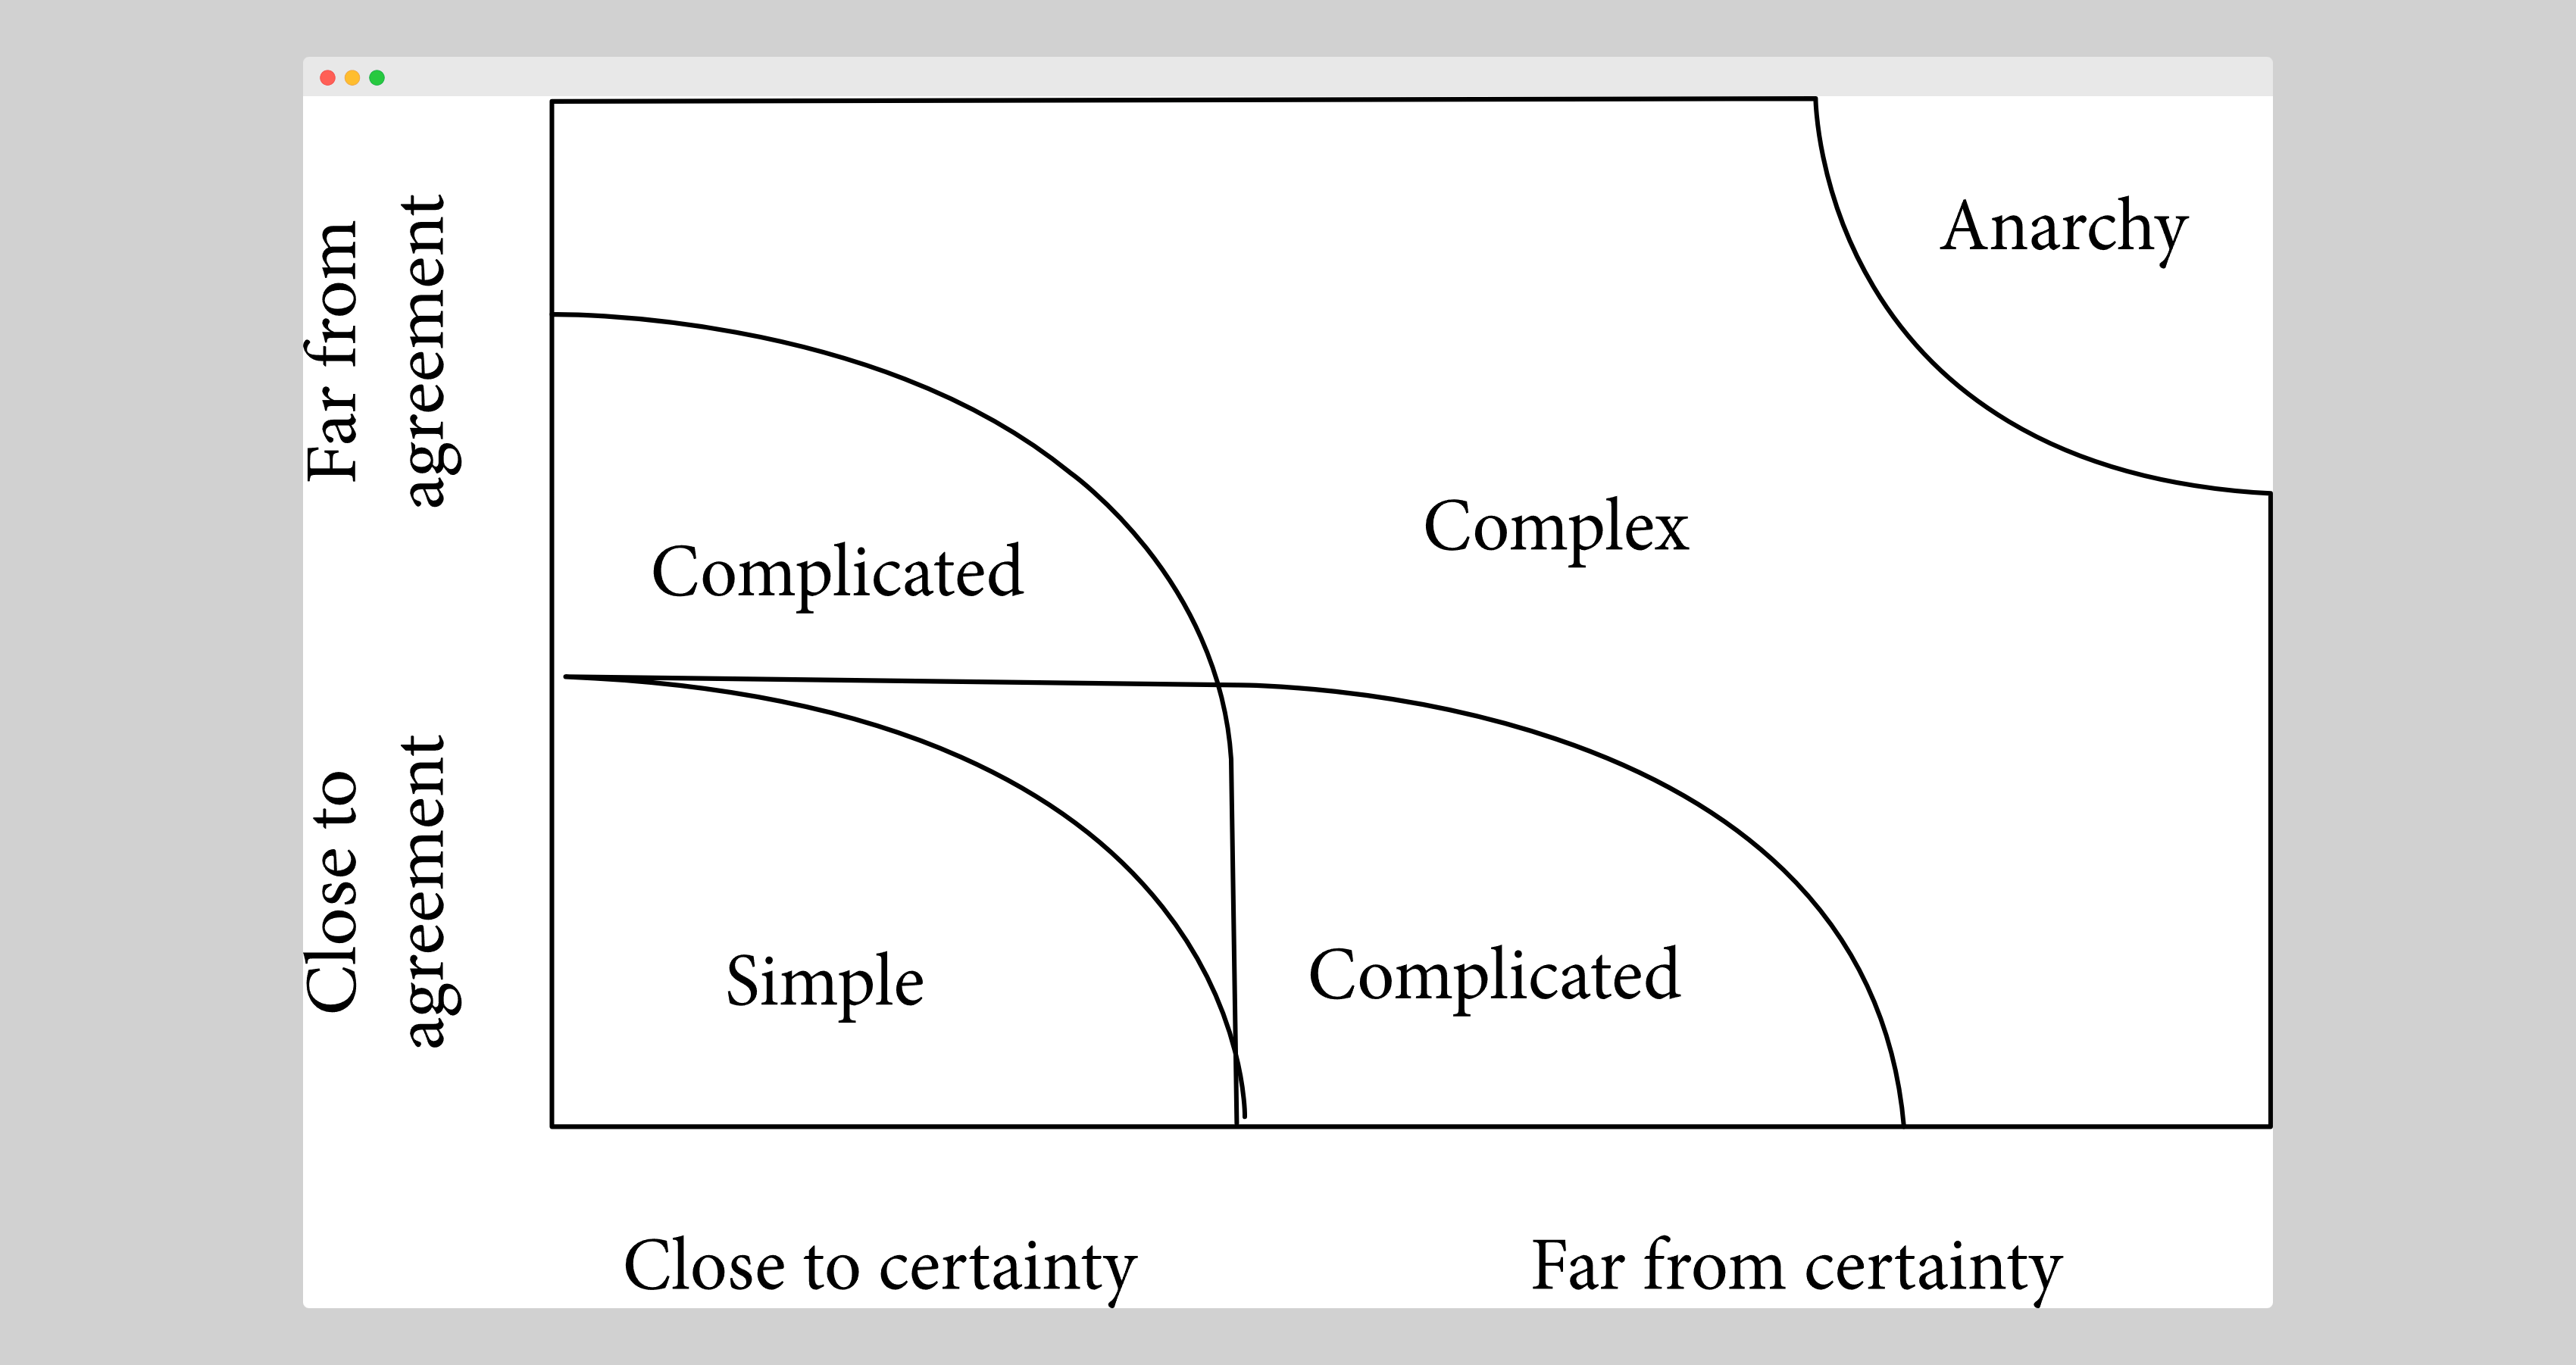 Far from
agreement
Anarchy
Complex
Complicated
Close to
agreement
Simple
Complicated
Close to certainty
Far from certainty